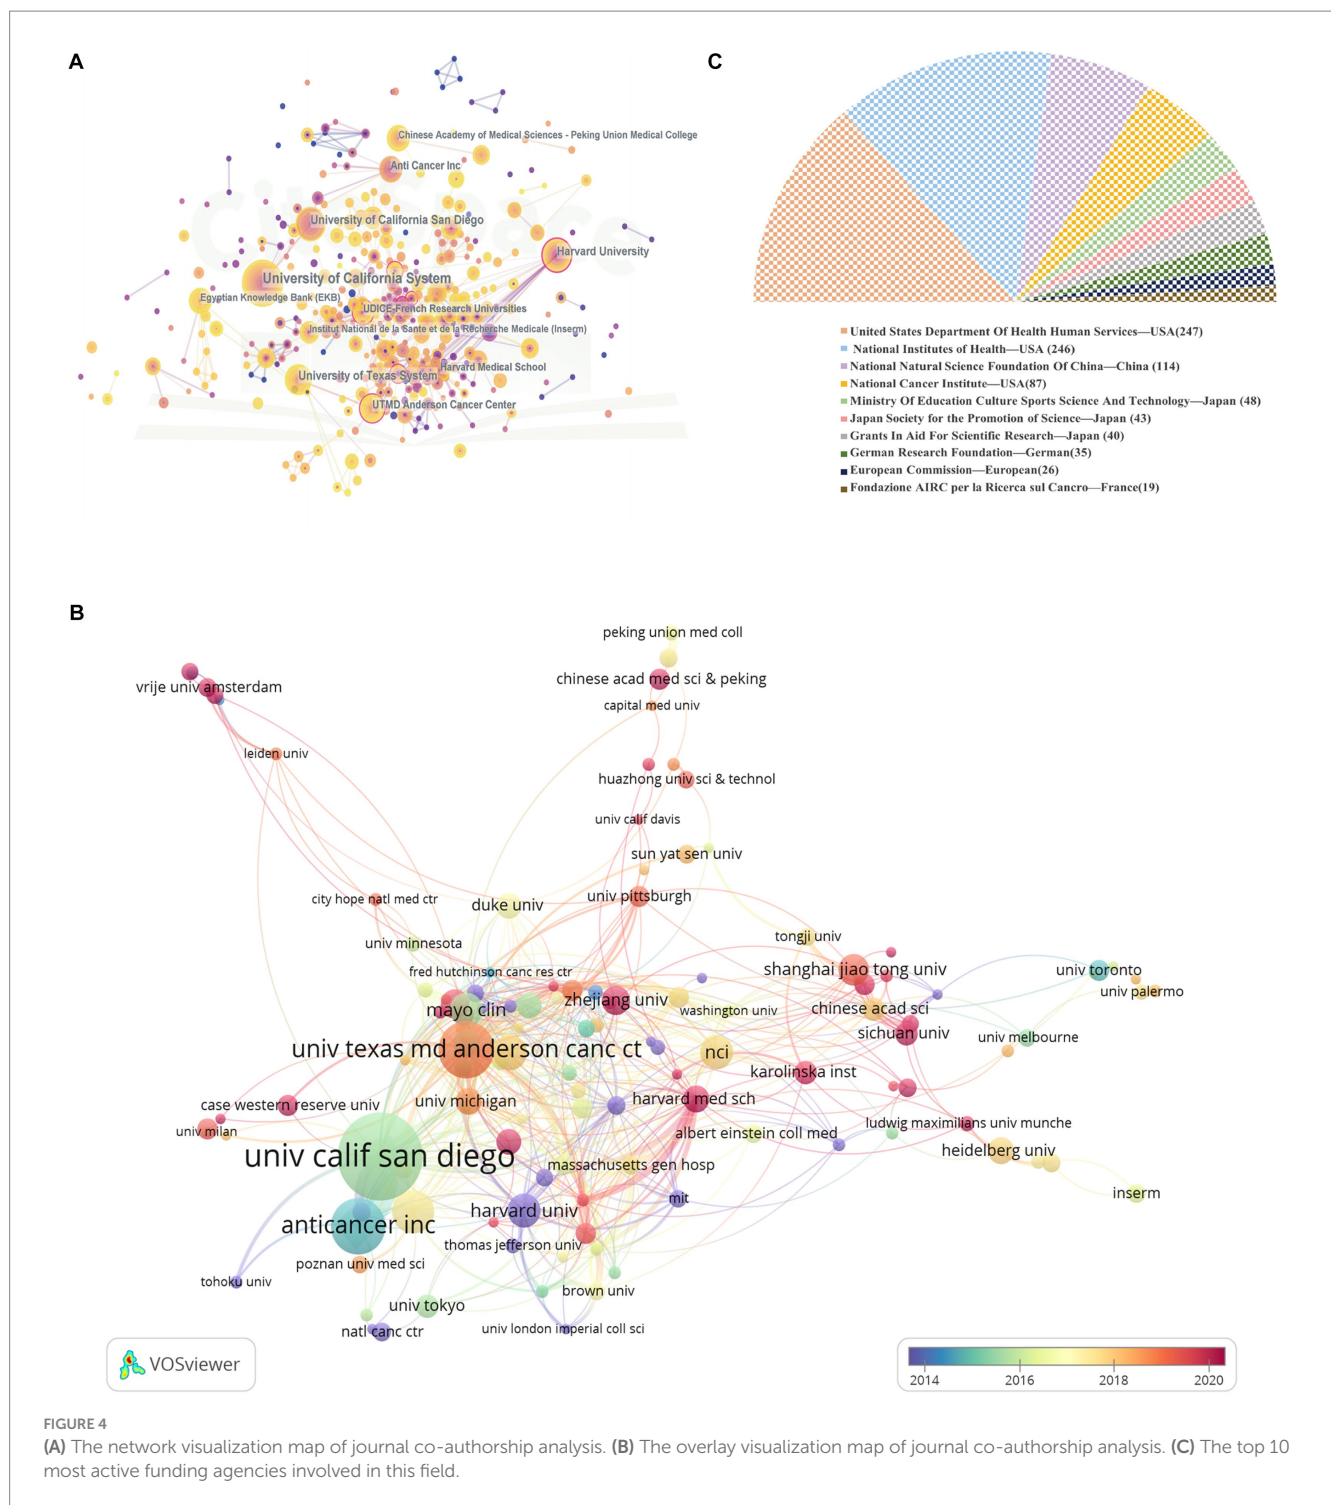 A
Chinese Academy of Medical Sciences - Peking Union Medical College
Anti Cancer Inc
University of California San Diego
Harvard University
University of California System
Egyptian Knowledge Bank (EKB)
UDICE-French Research Universities
Institut National de la Sante et de la Recherche Medicale (Inserm)
Harvard Medical School
University of Texas System
UTMD Anderson Cancer Center
C
United States Department Of Health Human Services—USA(247)
National Institutes of Health—USA (246)
National Natural Science Foundation Of China—China (114)
National Cancer Institute—USA(87)
Ministry Of Education Culture Sports Science And Technology—Japan (48)
Japan Society for the Promotion of Science—Japan (43)
Grants In Aid For Scientific Research—Japan (40)
German Research Foundation—German(35)
European Commission—European(26)
Fondazione AIRC per la Ricerca sul Cancro—France(19)
B
peking union med coll
chinese acad med sci & peking
vrije univ amsterdam
capital med univ
leiden univ
huazhong univ sci & technol
univ calif davis
sun yat sen univ
city hope natl med ctr
duke univ
univ pittsburgh
univ minnesota
tongji univ
fred hutchinson canc res ctr
shanghai jiao tong univ
univ toronto
zhejiang univ
univ palermo
mayo clin
washington univ
chinese acad sci
sichuan univ
univ melbourne
univ texas md anderson canc ct
nci
karolinska inst
case western reserve univ
univ michigan
harvard med sch
univ milan
albert einstein coll med
ludwig maximilians univ munche
heidelberg univ
univ calif san diego
massachusetts gen hosp
inserm
mit
harvard univ
anticancer inc
thomas jefferson univ
poznan univ med sci
tohoku univ
brown univ
univ tokyo
natl canc ctr
univ london imperial coll sci
VOSviewer
2014 2016 2018 2020
FIGURE 4
(A) The network visualization map of journal co-authorship analysis. (B) The overlay visualization map of journal co-authorship analysis. (C) The top 10
most active funding agencies involved in this field.